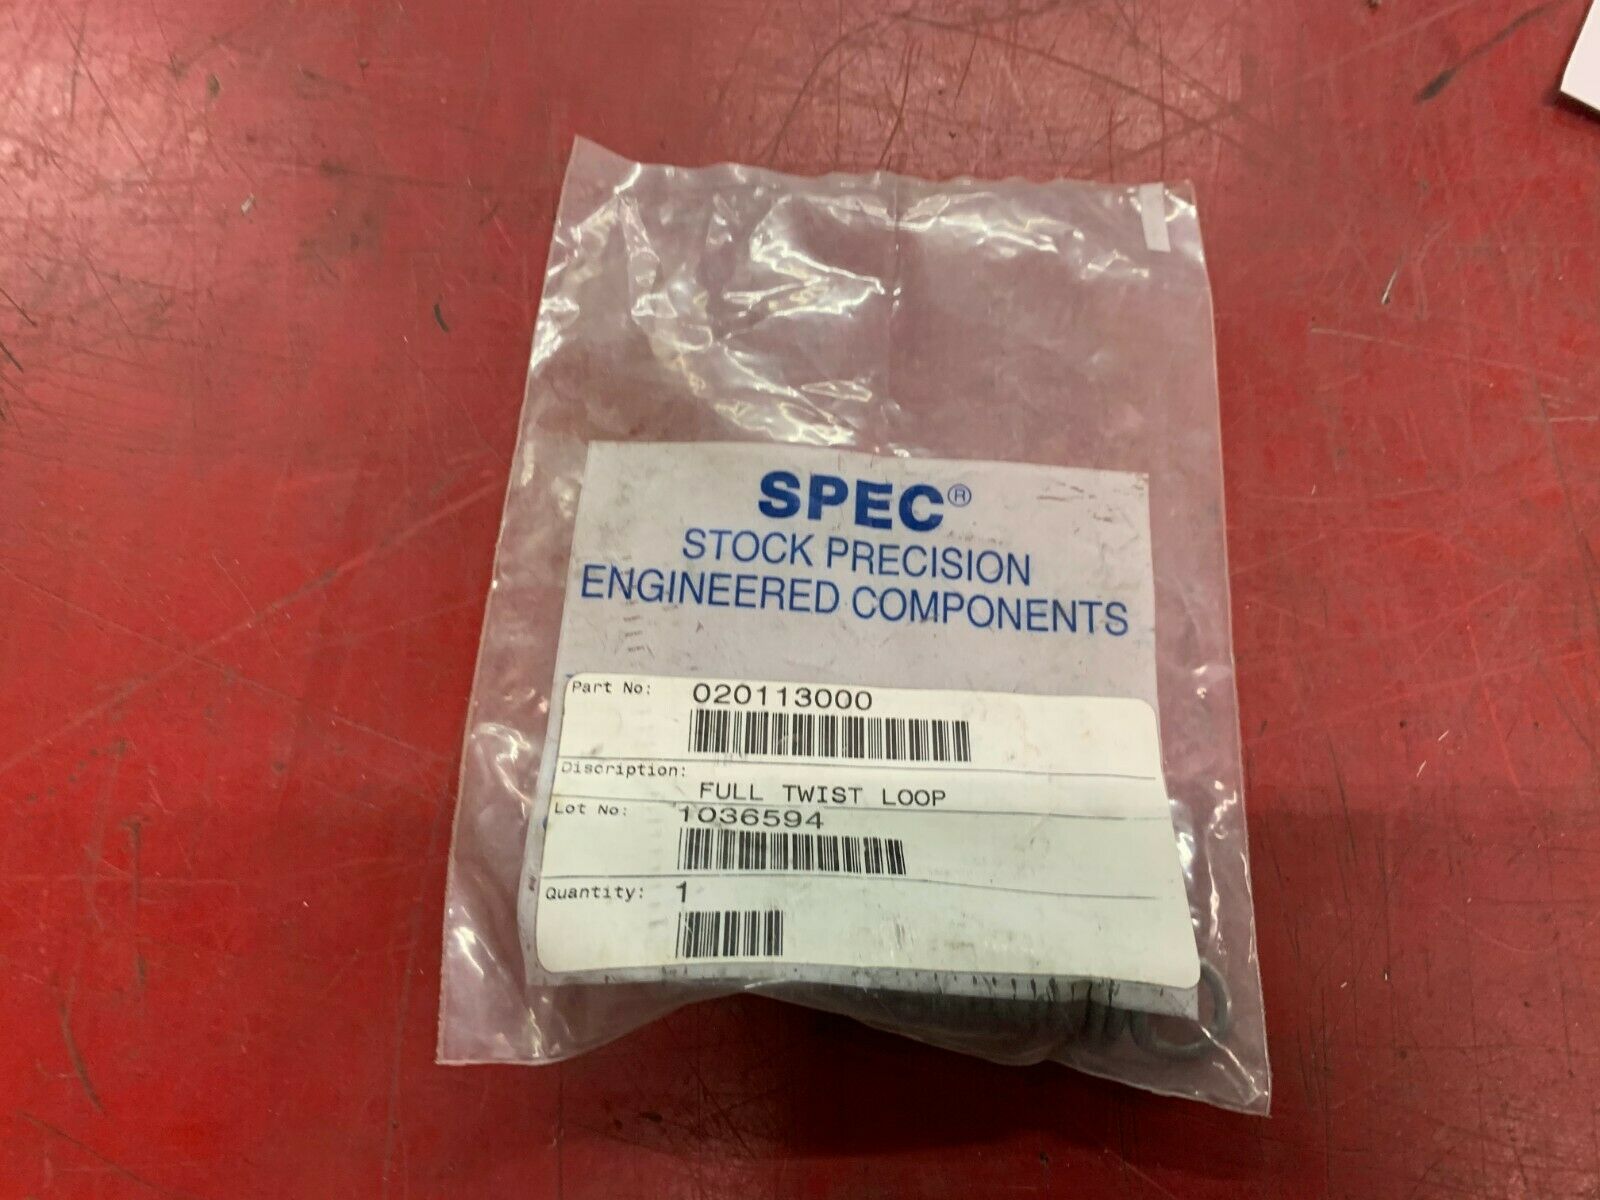 SPEC®
STOCK PRECISION
ENGINEERED COMPONENTS
Part No: 020113000
Discription:
FULL TWIST LOOP
Lot No: 1036594
Quantity: 1